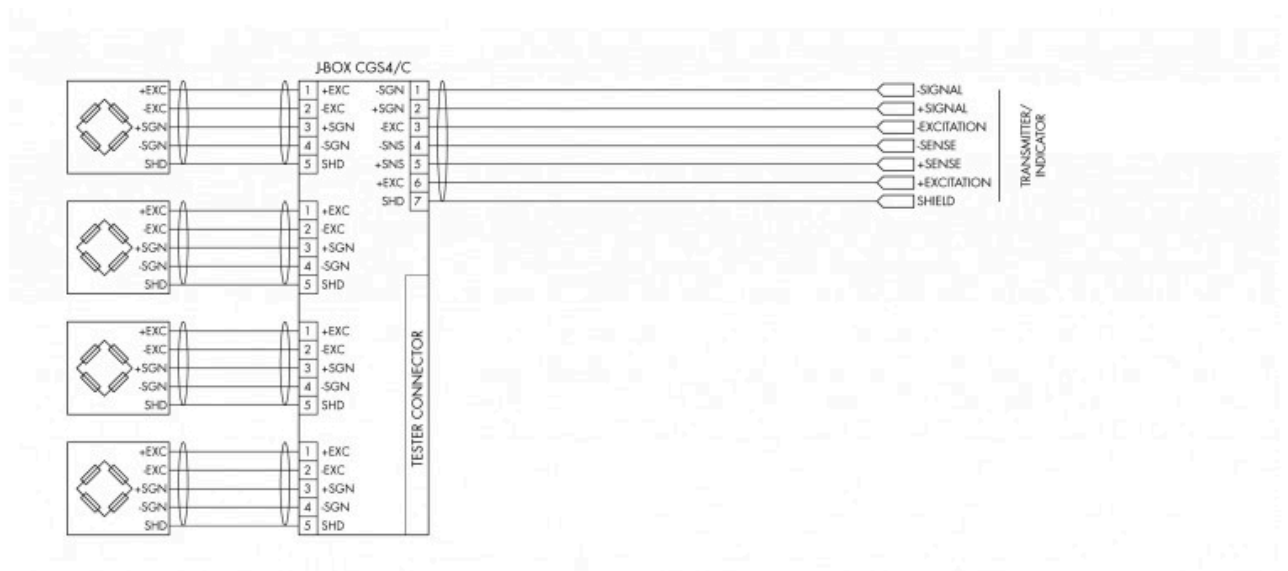 J-BOX CGS4/C
+EXC 1 +EXC -SGN 1 -SIGNAL
-EXC 2 -EXC +SGN 2 +SIGNAL
+SGN 3 +SGN -EXC 3 -EXCITATION
-SGN 4 -SGN -SNS 4 -SENSE
SHD 5 SHD +SNS 5 +SENSE
+EXC 6 +EXCITATION
SHD 7 SHIELD
TRANSMITTER/
INDICATOR
+EXC 1 +EXC
-EXC 2 -EXC
+SGN 3 +SGN
-SGN 4 -SGN
SHD 5 SHD
+EXC 1 +EXC
-EXC 2 -EXC
+SGN 3 +SGN
-SGN 4 -SGN
SHD 5 SHD
+EXC 1 +EXC
-EXC 2 -EXC
+SGN 3 +SGN
-SGN 4 -SGN
SHD 5 SHD
TESTER CONNECTOR